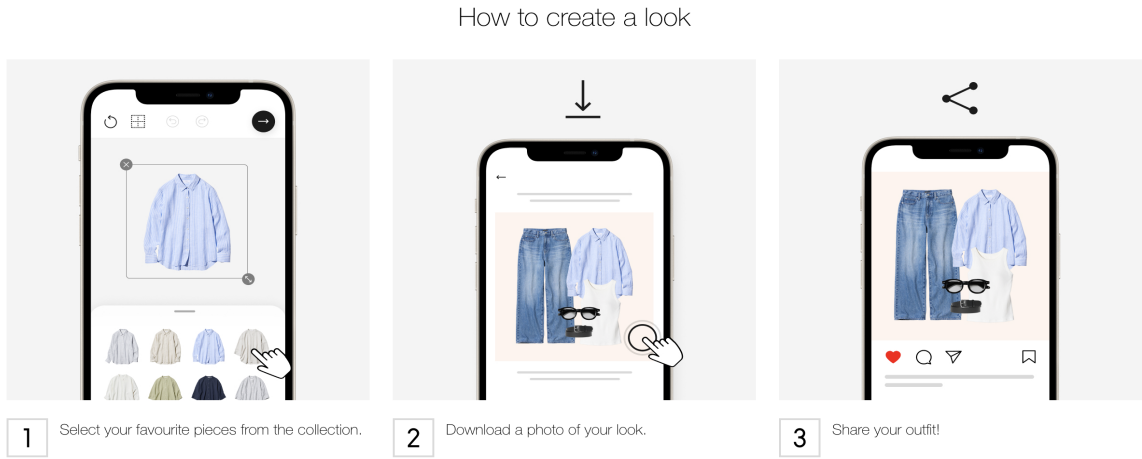 How to create a look
1 Select your favourite pieces from the collection.
2 Download a photo of your look.
3 Share your outfit!